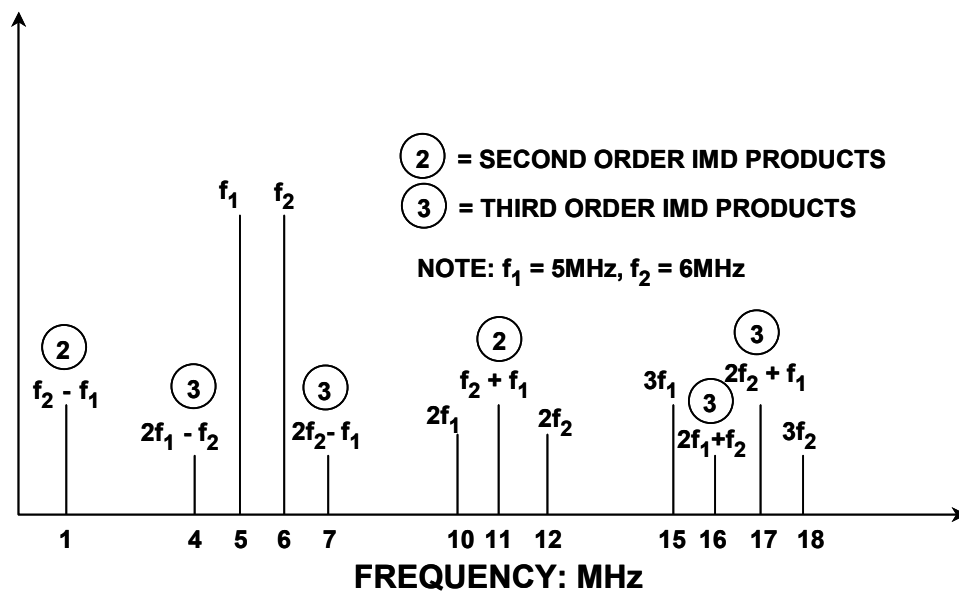 2 = SECOND ORDER IMD PRODUCTS
3 = THIRD ORDER IMD PRODUCTS
f1 f2
NOTE: f1 = 5MHz, f2 = 6MHz
2 3 3 2 3 3
f2 - f1
2f1 - f2
2f2- f1
2f1
f2 + f1
2f2
3f1
2f1+f2
2f2 + f1
3f2
1 4 5 6 7 10 11 12 15 16 17 18
FREQUENCY: MHz